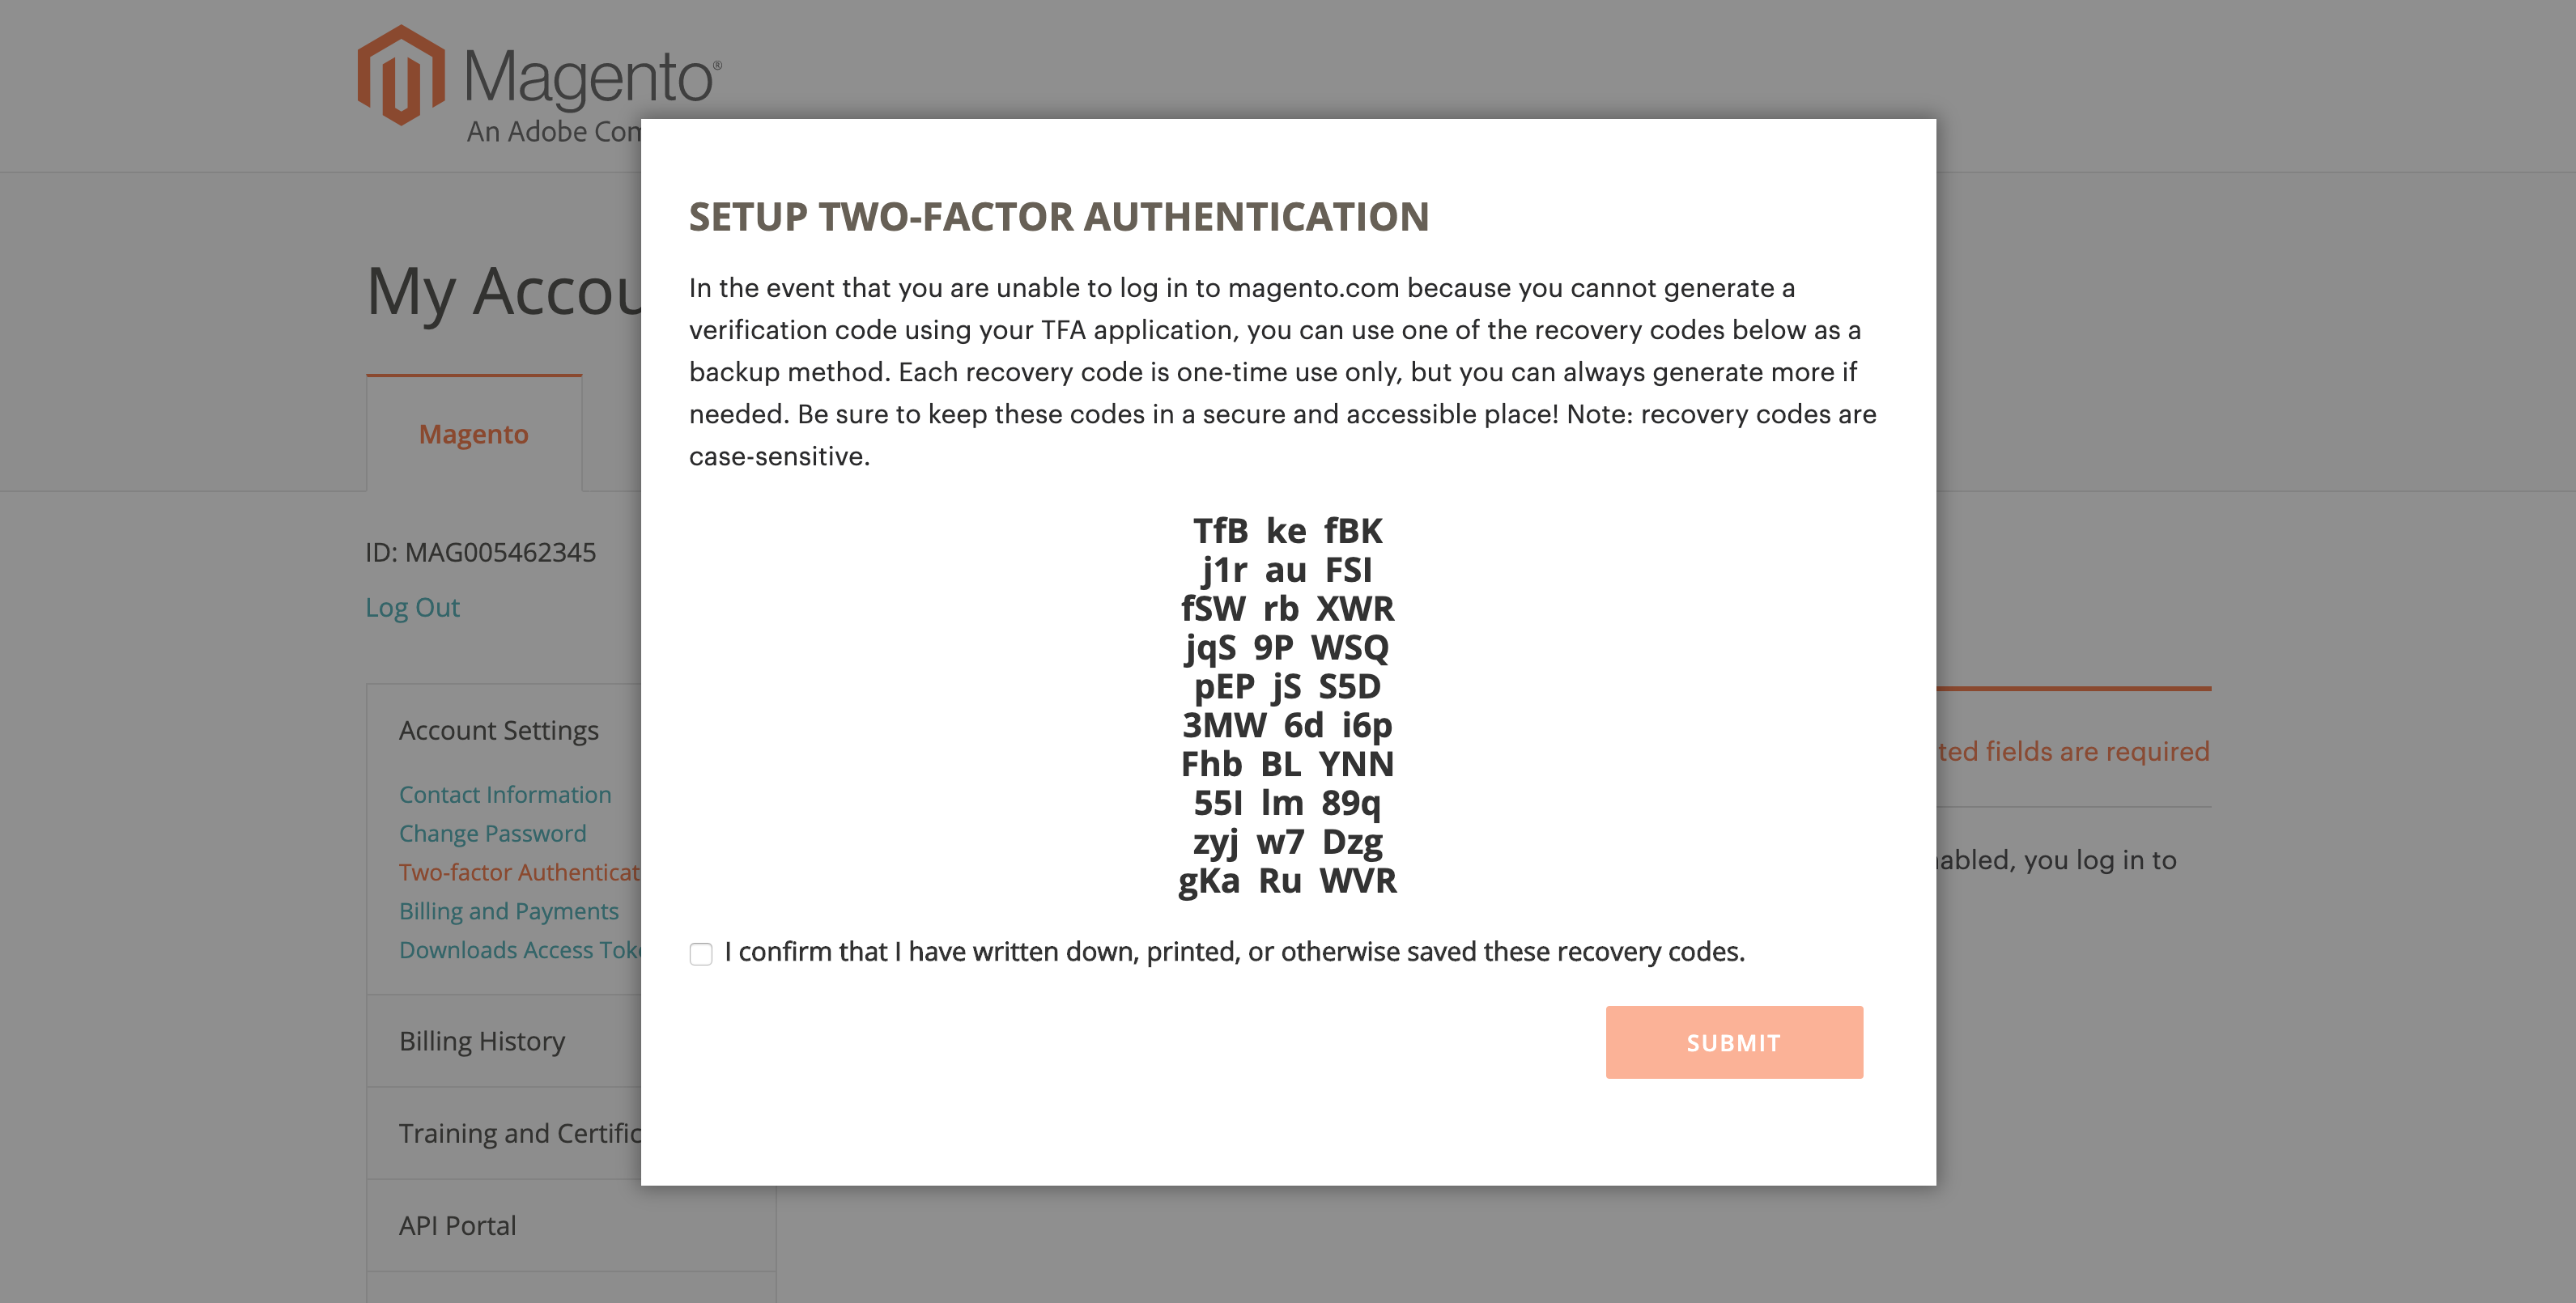 Magento®
An Adobe Com
My Accou
Magento
ID: MAG005462345
Log Out
Account Settings
Contact Information
Change Password
Two-factor Authenticat
Billing and Payments
Downloads Access Toke
Billing History
Training and Certific
API Portal
SETUP TWO-FACTOR AUTHENTICATION
In the event that you are unable to log in to magento.com because you cannot generate a
verification code using your TFA application, you can use one of the recovery codes below as a
backup method. Each recovery code is one-time use only, but you can always generate more if
needed. Be sure to keep these codes in a secure and accessible place! Note: recovery codes are
case-sensitive.
TfB ke fBK
j1r au FSI
fSW rb XWR
jqS 9P WSQ
pEP jS S5D
3MW 6d i6p
Fhb BL YNN
55I lm 89q
zyj w7 Dzg
gKa Ru WVR
I confirm that I have written down, printed, or otherwise saved these recovery codes.
SUBMIT
ted fields are required
abled, you log in to